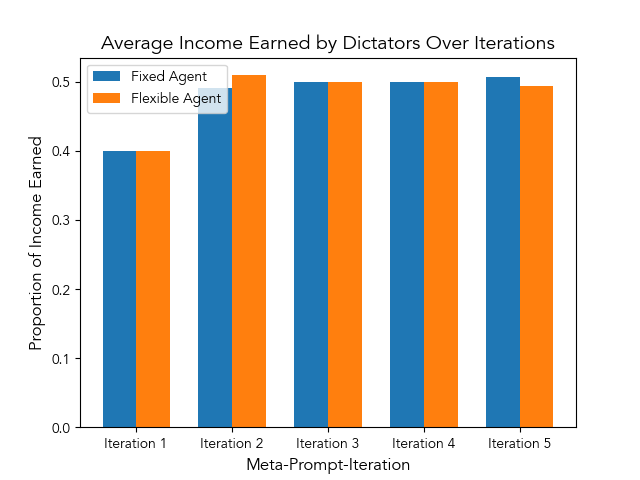 Average Income Earned by Dictators Over Iterations
Fixed Agent
Flexible Agent
Proportion of Income Earned
0.5
0.4
0.3
0.2
0.1
0.0
Iteration 1 Iteration 2 Iteration 3 Iteration 4 Iteration 5
Meta-Prompt-Iteration